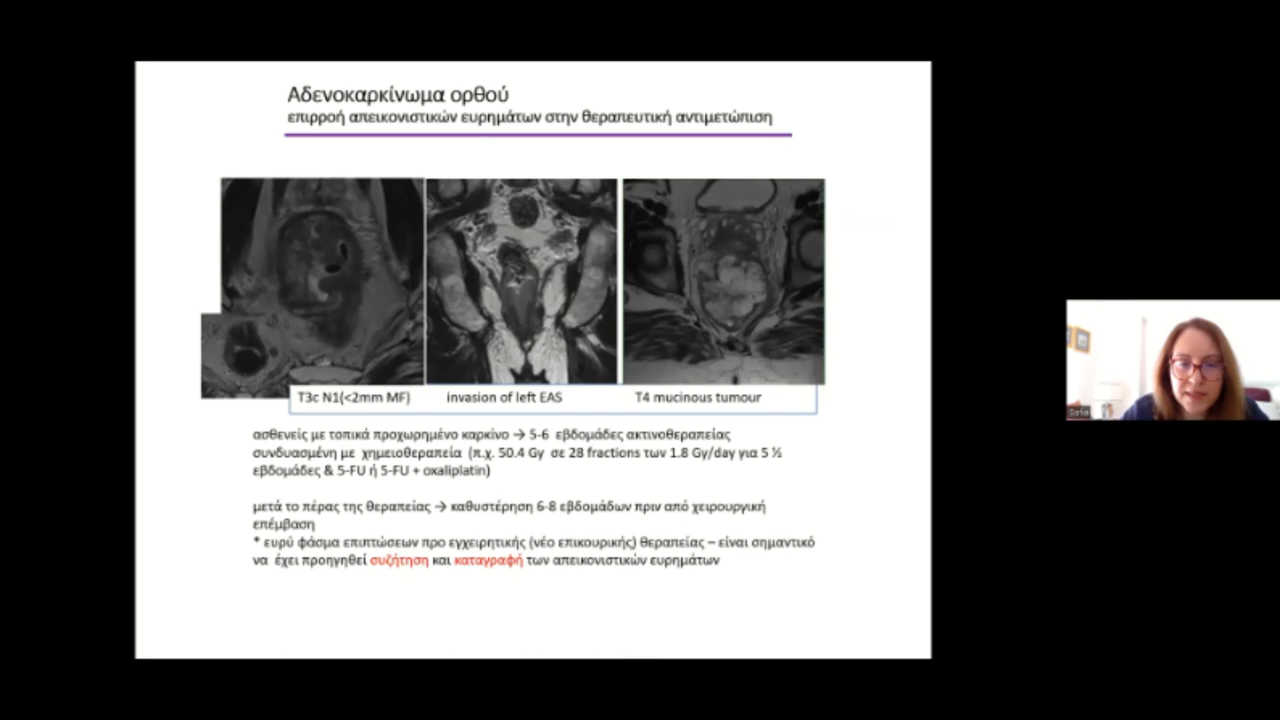 Αδενοκαρκίνωμα ορθού
επιρροή απεικονιστικών ευρημάτων στην θεραπευτική αντιμετώπιση
T3c N1(<2mm MF) invasion of left EAS T4 mucinous tumour
ασθενείς με τοπικά προχωρημένο καρκίνο → 5-6 εβδομάδες ακτινοθεραπείας
συνδυασμένη με χημειοθεραπεία (π.χ. 50.4 Gy σε 28 fractions των 1.8 Gy/day για 5 ½
εβδομάδες & 5-FU ή 5-FU + oxaliplatin)
μετά το πέρας της θεραπείας → καθυστέρηση 6-8 εβδομάδων πριν από χειρουργική
επέμβαση
* ευρύ φάσμα επιπτώσεων προ εγχειρητικής (νέο επικουρικής) θεραπείας – είναι σημαντικό
να έχει προηγηθεί συζήτηση και καταγραφή των απεικονιστικών ευρημάτων